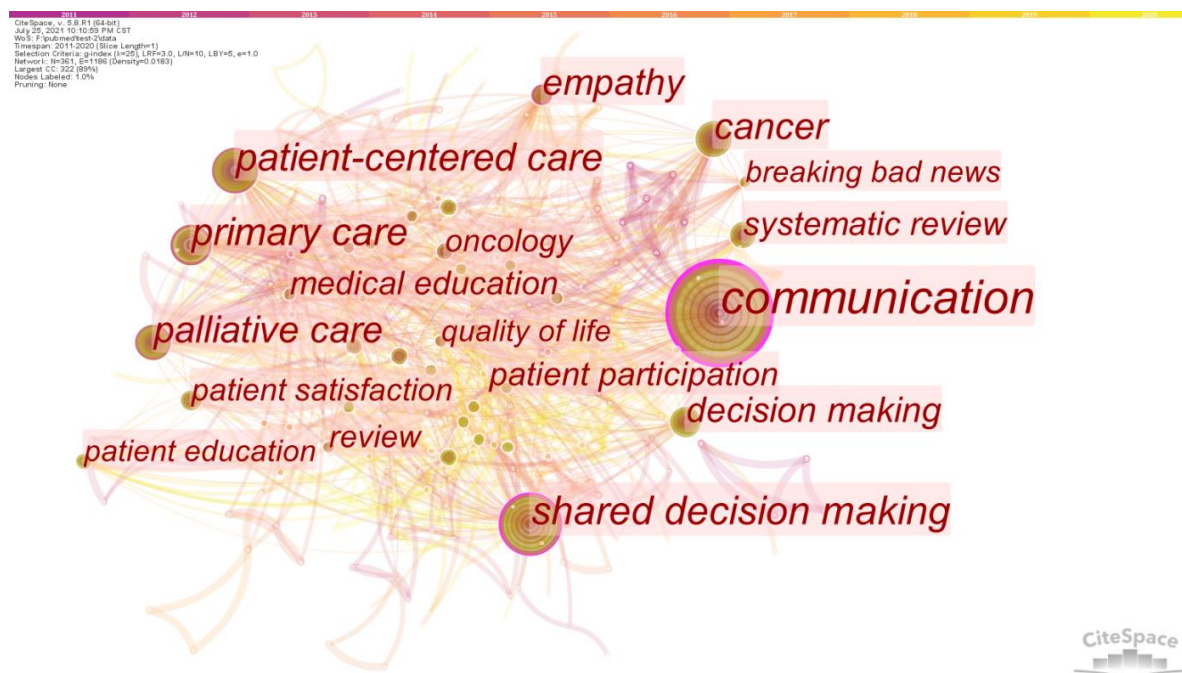 2011 2012 2013 2014 2015 2016 2017 2018 2019 2020
CiteSpace, v. 5.8.R1 (64-bit)
July 25, 2021 10:10:59 PM CST
WoS: F:\pubmed\test-2\data
Timespan: 2011-2020 (Slice Length=1)
Selection Criteria: g-index (k=25), LRF=3.0, L/N=10, LBY=5, e=1.0
Network: N=361, E=1186 (Density=0.0183)
Largest CC: 322 (89%)
Nodes Labeled: 1.0%
Pruning: None
empathy
cancer
patient-centered care
breaking bad news
primary care
oncology
systematic review
medical education
communication
palliative care
quality of life
patient satisfaction
patient participation
decision making
patient education
review
shared decision making
CiteSpace